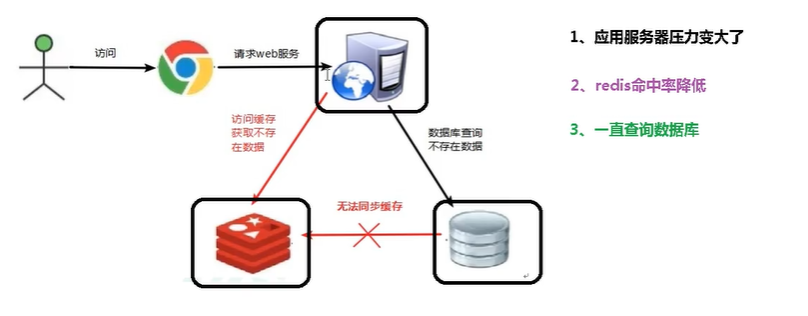 访问
请求web服务
1、应用服务器压力变大了
2、redis命中率降低
3、一直查询数据库
访问缓存
获取不存
在数据
数据库查询
不存在数据
无法同步缓存